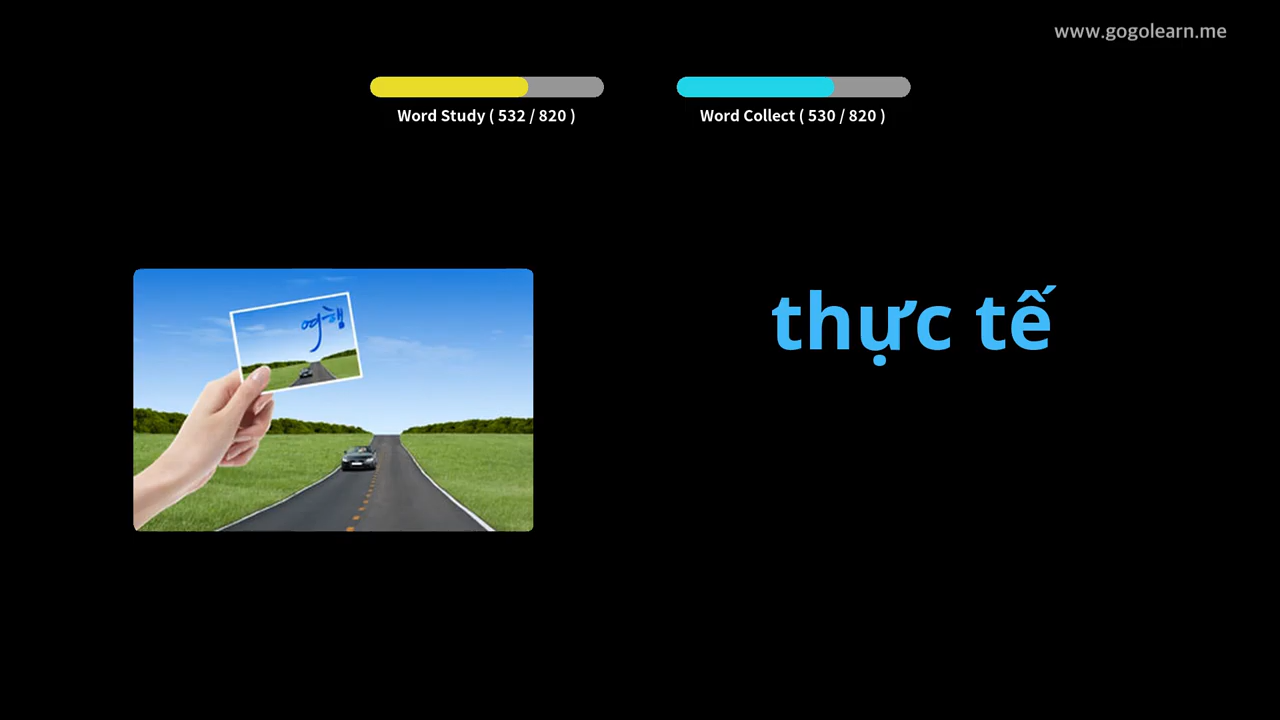 www.gogolearn.me
Word Study ( 532 / 820 )
Word Collect ( 530 / 820 )
여행
thực tế